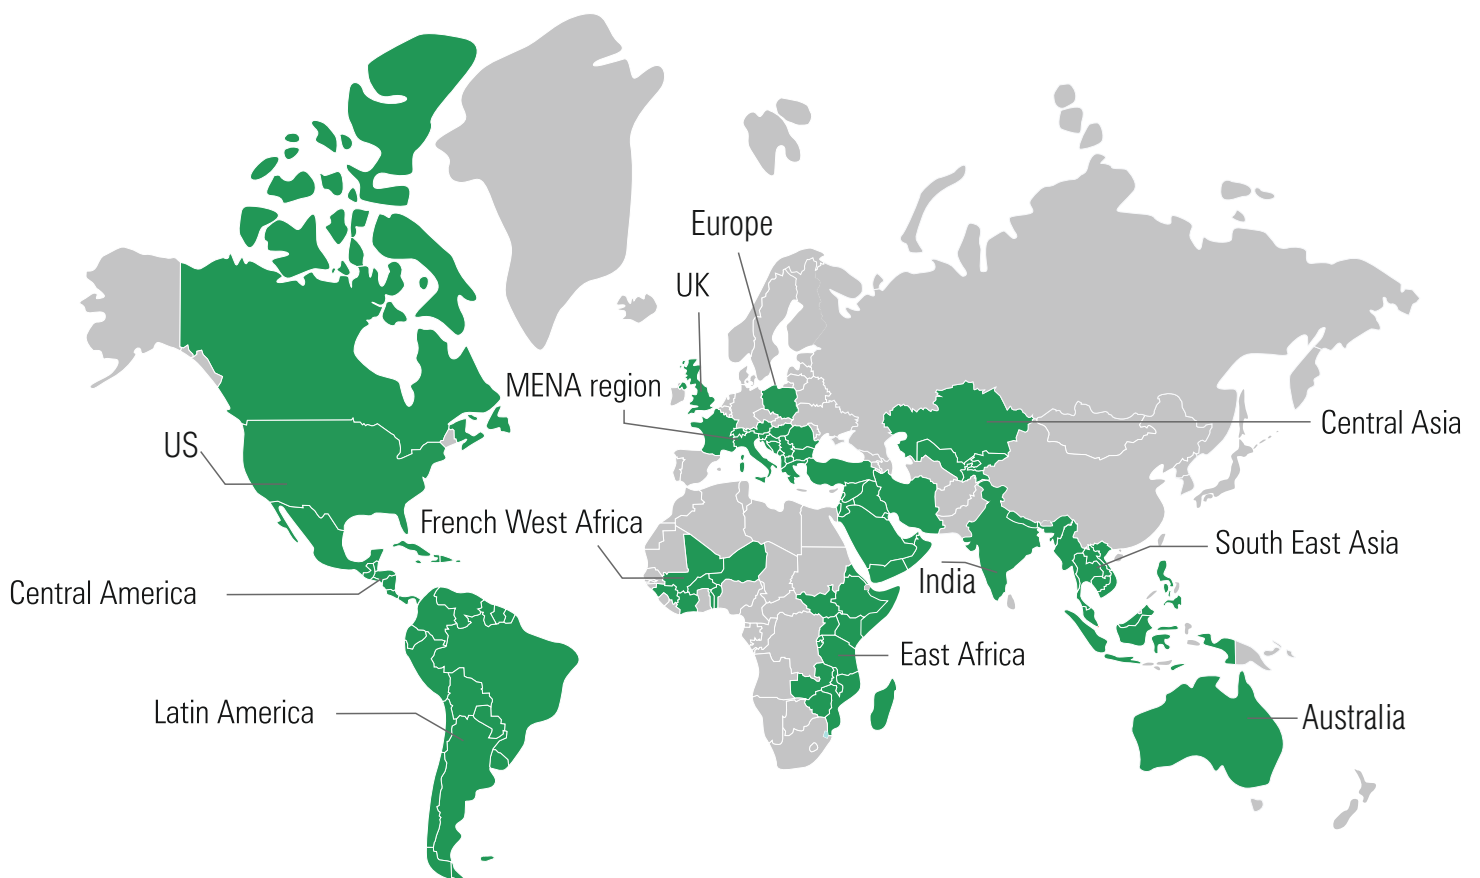 Europe
UK
MENA region
Central Asia
US
French West Africa
South East Asia
India
Central America
East Africa
Latin America
Australia